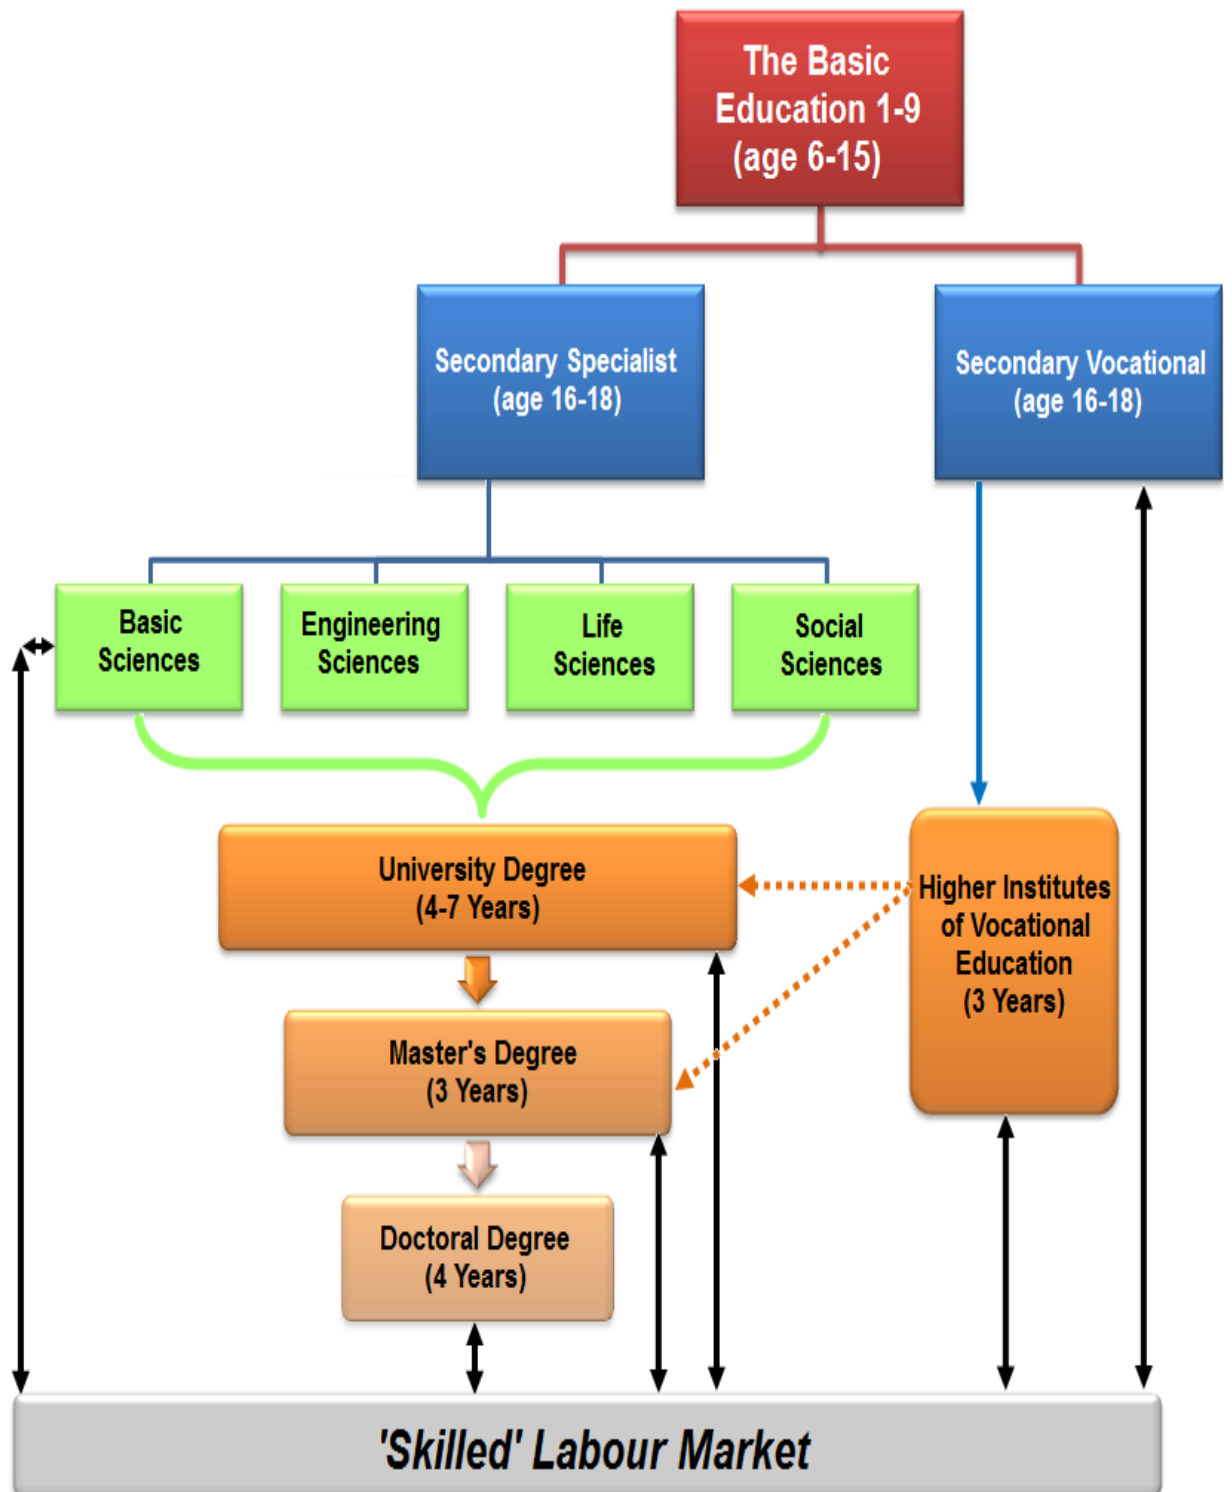 The Basic
Education 1-9
(age 6-15)
Secondary Specialist
(age 16-18)
Secondary Vocational
(age 16-18)
Basic
Sciences
Engineering
Sciences
Life
Sciences
Social
Sciences
University Degree
(4-7 Years)
Higher Institutes
of Vocational
Education
(3 Years)
Master's Degree
(3 Years)
Doctoral Degree
(4 Years)
'Skilled' Labour Market